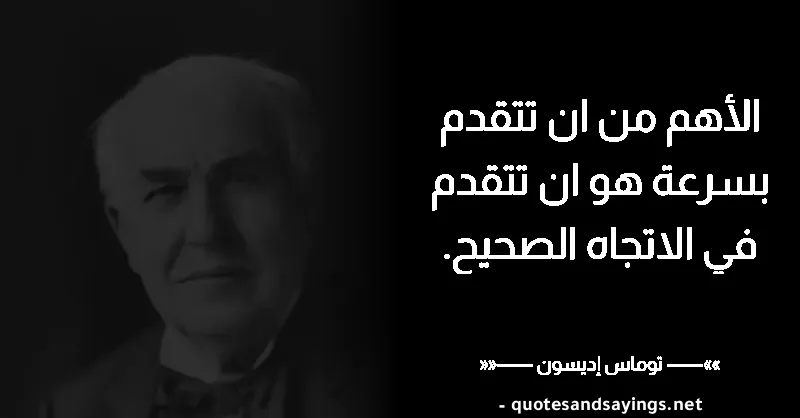 الأهم من ان تتقدم
بسرعة هو ان تتقدم
في الاتجاه الصحيح.
»»—— توماس إديسون ——««
- quotesandsayings.net